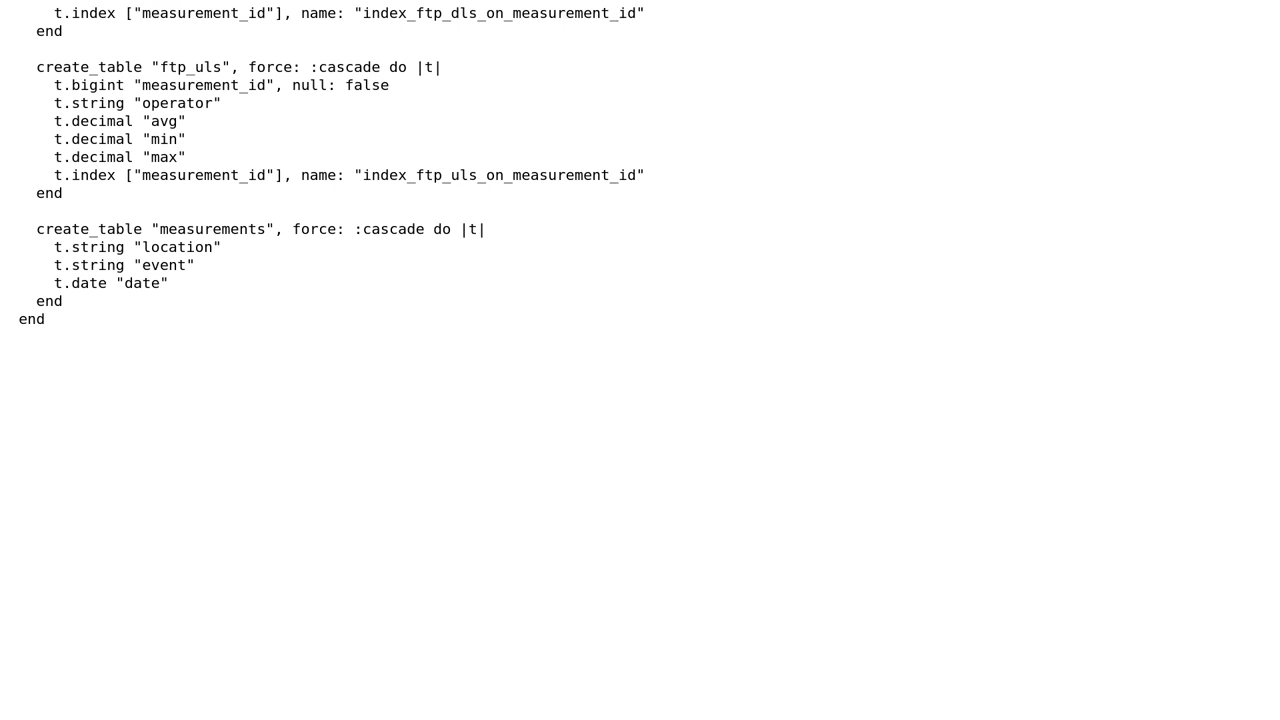 t.index ["measurement_id"], name: "index_ftp_dls_on_measurement_id"
  end

  create_table "ftp_uls", force: :cascade do |t|
    t.bigint "measurement_id", null: false
    t.string "operator"
    t.decimal "avg"
    t.decimal "min"
    t.decimal "max"
    t.index ["measurement_id"], name: "index_ftp_uls_on_measurement_id"
  end

  create_table "measurements", force: :cascade do |t|
    t.string "location"
    t.string "event"
    t.date "date"
  end
end